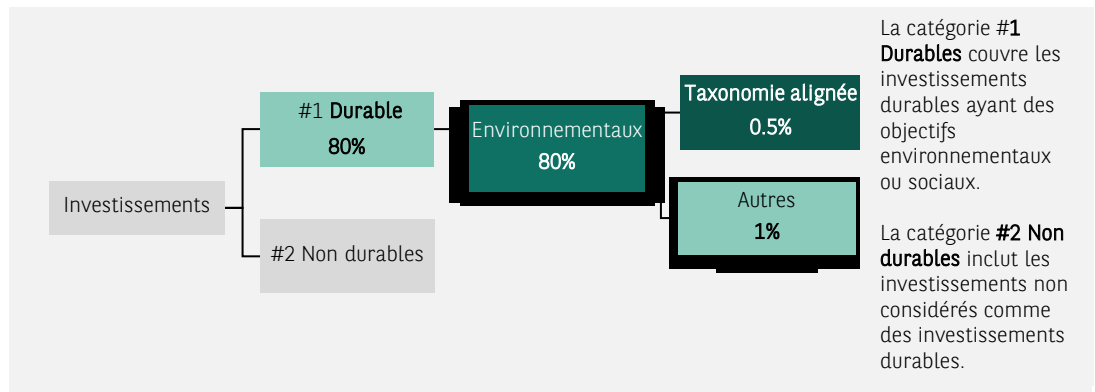 Investissements
#1 Durable
80%
#2 Non durables
Environnementaux
80%
Taxonomie alignée
0.5%
Autres
1%
La catégorie #1
Durables couvre les
investissements
durables ayant des
objectifs
environnementaux
ou sociaux.
La catégorie #2 Non
durables inclut les
investissements non
considérés comme
des investissements
durables.